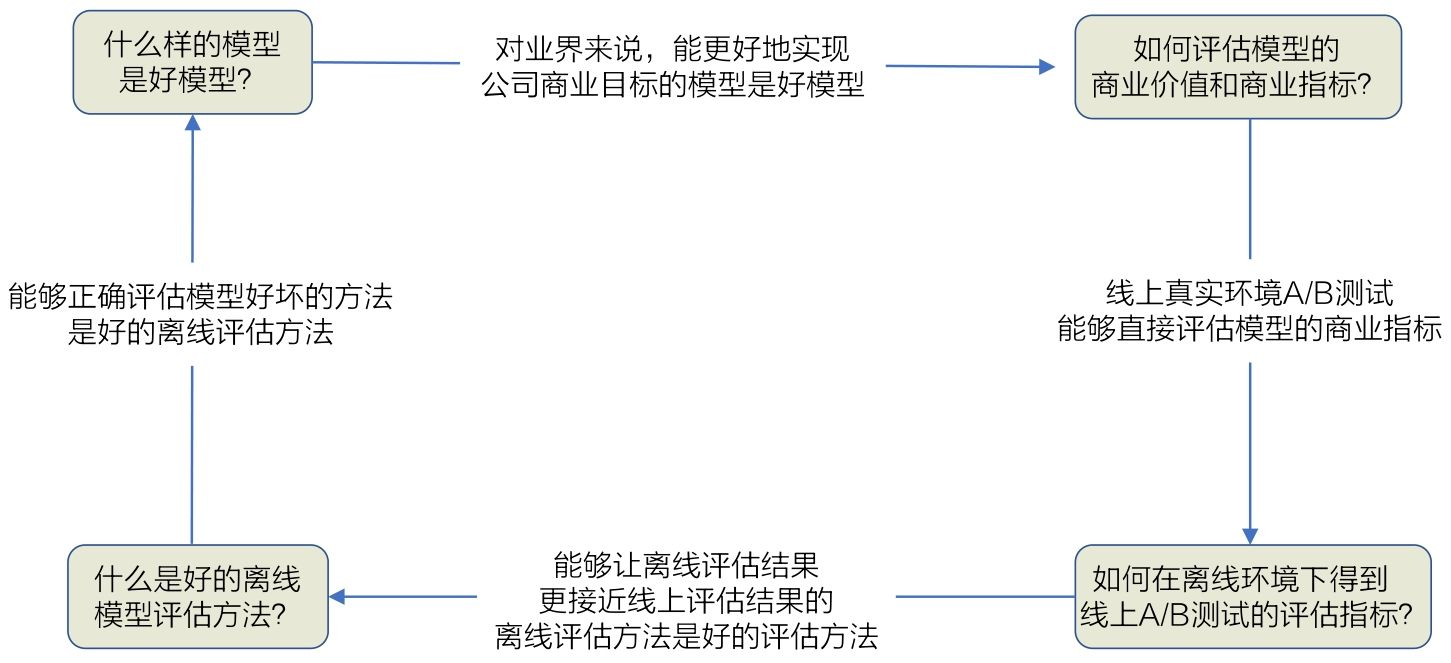 什么样的模型
是好模型?
对业界来说，能更好地实现
公司商业目标的模型是好模型
如何评估模型的
商业价值和商业指标?
线上真实环境A/B测试
能够直接评估模型的商业指标
如何在离线环境下得到
线上A/B测试的评估指标?
能够让离线评估结果
更接近线上评估结果的
离线评估方法是好的评估方法
什么是好的离线
模型评估方法?
能够正确评估模型好坏的方法
是好的离线评估方法